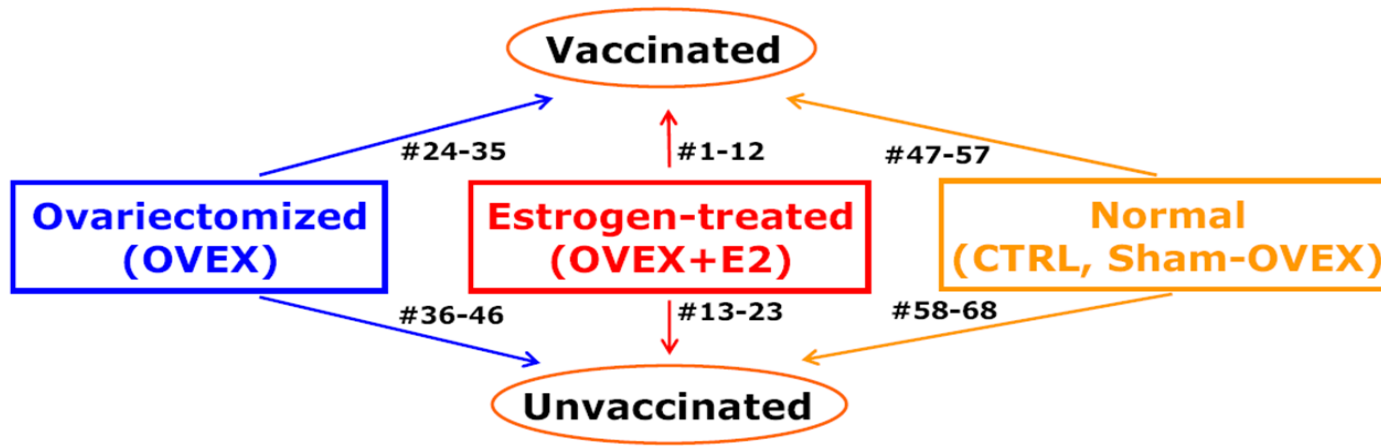 Vaccinated
#24-35
#1-12
#47-57
Ovariectomized
(OVEX)
Estrogen-treated
(OVEX+E2)
Normal
(CTRL, Sham-OVEX)
#36-46
#13-23
#58-68
Unvaccinated